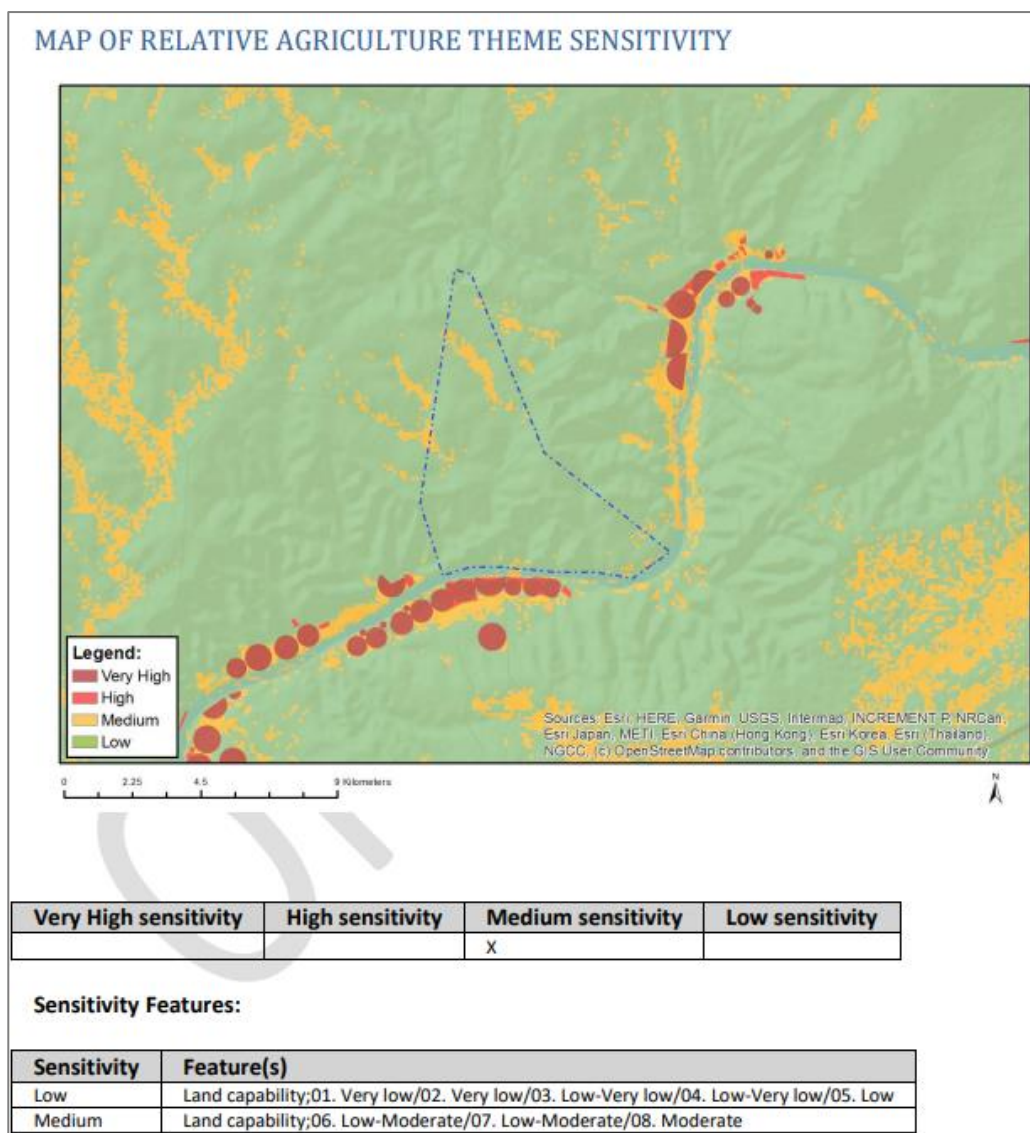 MAP OF RELATIVE AGRICULTURE THEME SENSITIVITY
Legend:
Very High
High
Medium
Low
Sources: Esri, HERE, Garmin, USGS, Intermap, INCREMENT P, NRCan,
Esri Japan, METI, Esri China (Hong Kong), Esri Korea, Esri (Thailand),
NGCC, (c) OpenStreetMap contributors, and the GIS User Community
0 2.25 4.5 9 Kilometers
N
Very High sensitivity High sensitivity Medium sensitivity Low sensitivity
X
Sensitivity Features:
Sensitivity Feature(s)
Low Land capability;01. Very low/02. Very low/03. Low-Very low/04. Low-Very low/05. Low
Medium Land capability;06. Low-Moderate/07. Low-Moderate/08. Moderate